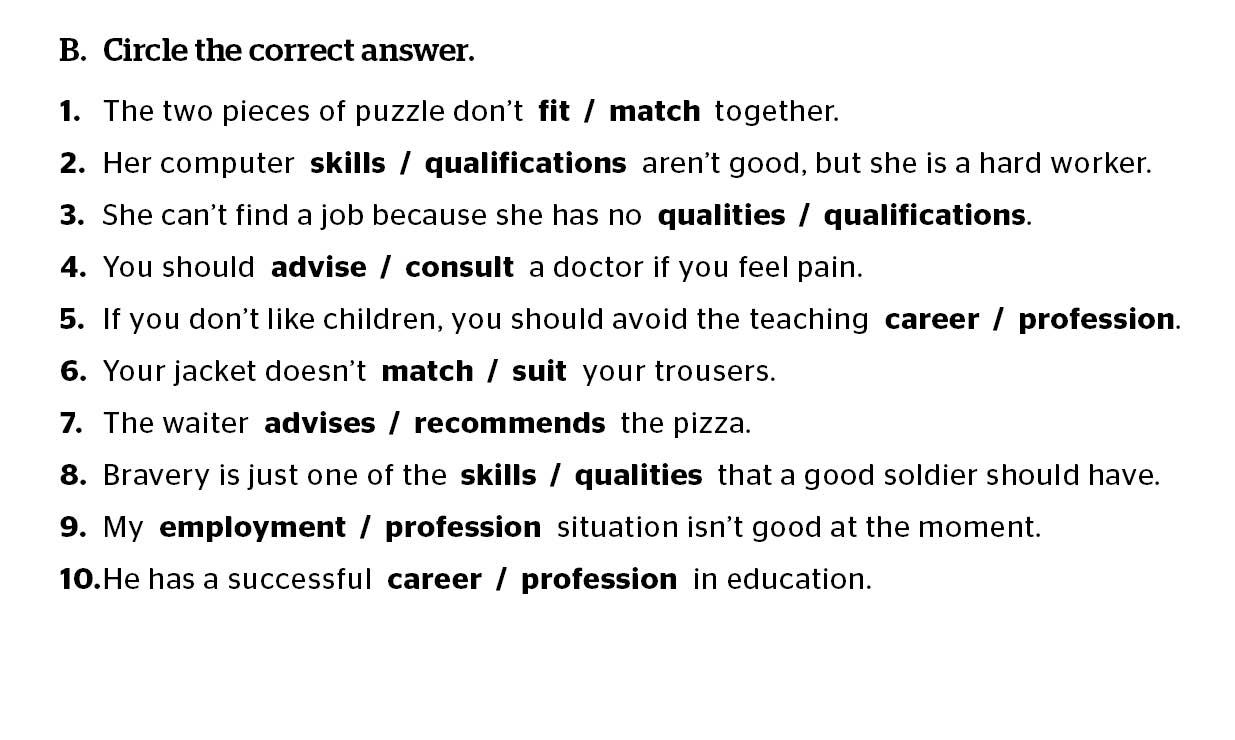 B. Circle the correct answer.
1. The two pieces of puzzle don’t fit / match together.
2. Her computer skills / qualifications aren’t good, but she is a hard worker.
3. She can’t find a job because she has no qualities / qualifications.
4. You should advise / consult a doctor if you feel pain.
5. If you don’t like children, you should avoid the teaching career / profession.
6. Your jacket doesn’t match / suit your trousers.
7. The waiter advises / recommends the pizza.
8. Bravery is just one of the skills / qualities that a good soldier should have.
9. My employment / profession situation isn’t good at the moment.
10.He has a successful career / profession in education.